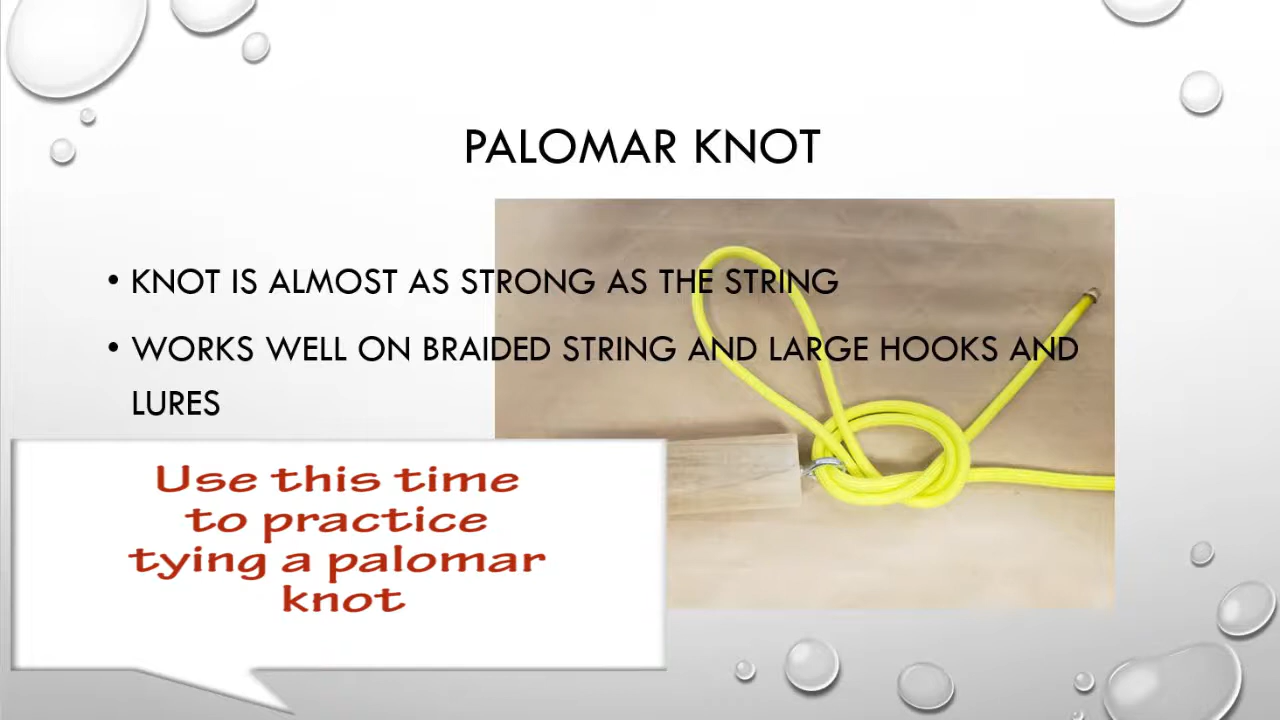 PALOMAR KNOT
• KNOT IS ALMOST AS STRONG AS THE STRING
• WORKS WELL ON BRAIDED STRING AND LARGE HOOKS AND
LURES
Use this time
to practice
tying a palomar
knot